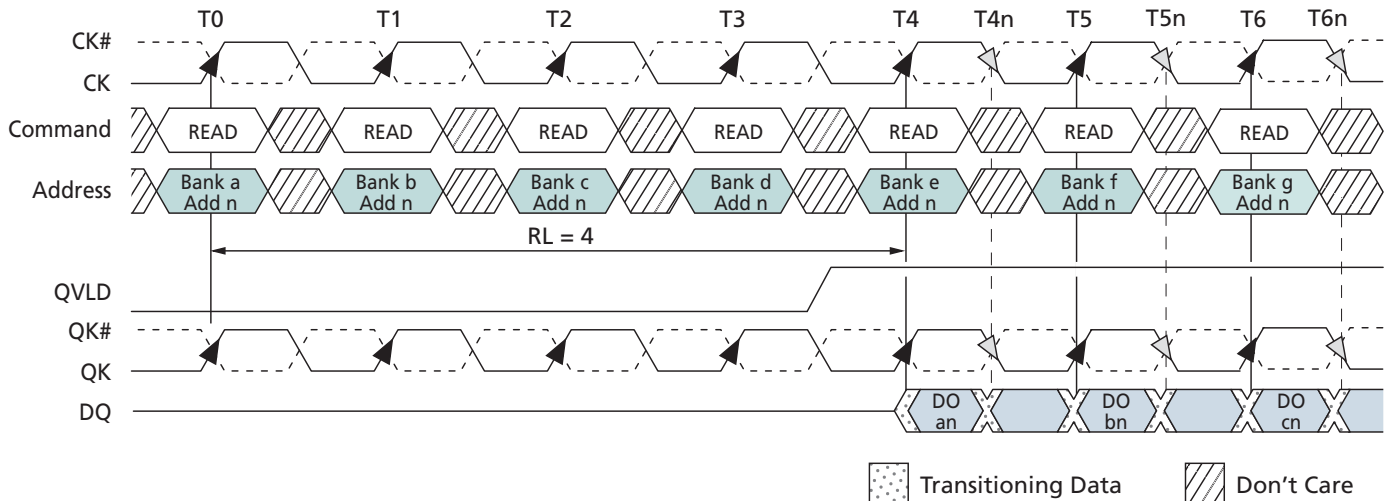 T0 T1 T2 T3 T4 T4n T5 T5n T6 T6n
CK#
CK
Command READ READ READ READ READ READ READ
Address Bank a Add n Bank b Add n Bank c Add n Bank d Add n Bank e Add n Bank f Add n Bank g Add n
RL = 4
QVLD
QK#
QK
DQ DO an DO bn DO cn
Transitioning Data Don't Care